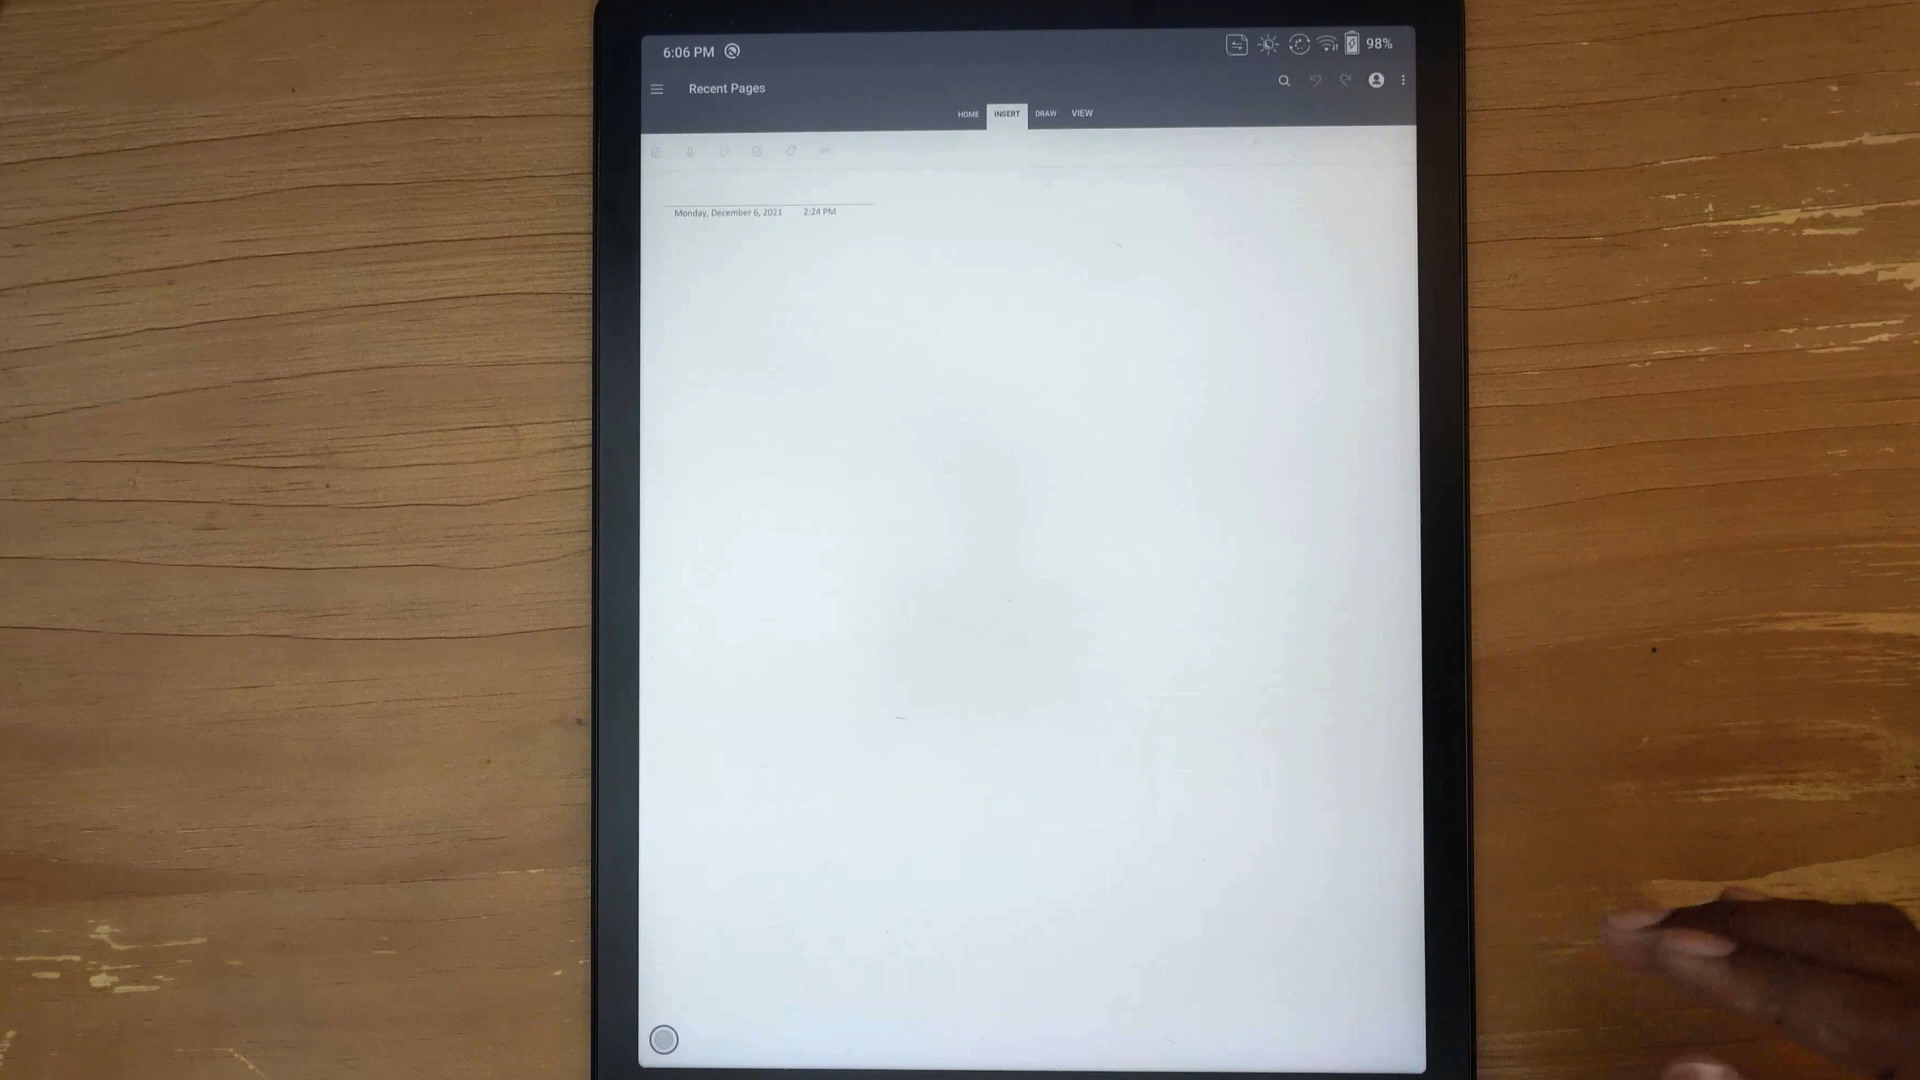 6:06 PM 98%
Recent Pages
HOME INSERT DRAW VIEW
Monday, December 6, 2021 2:24 PM